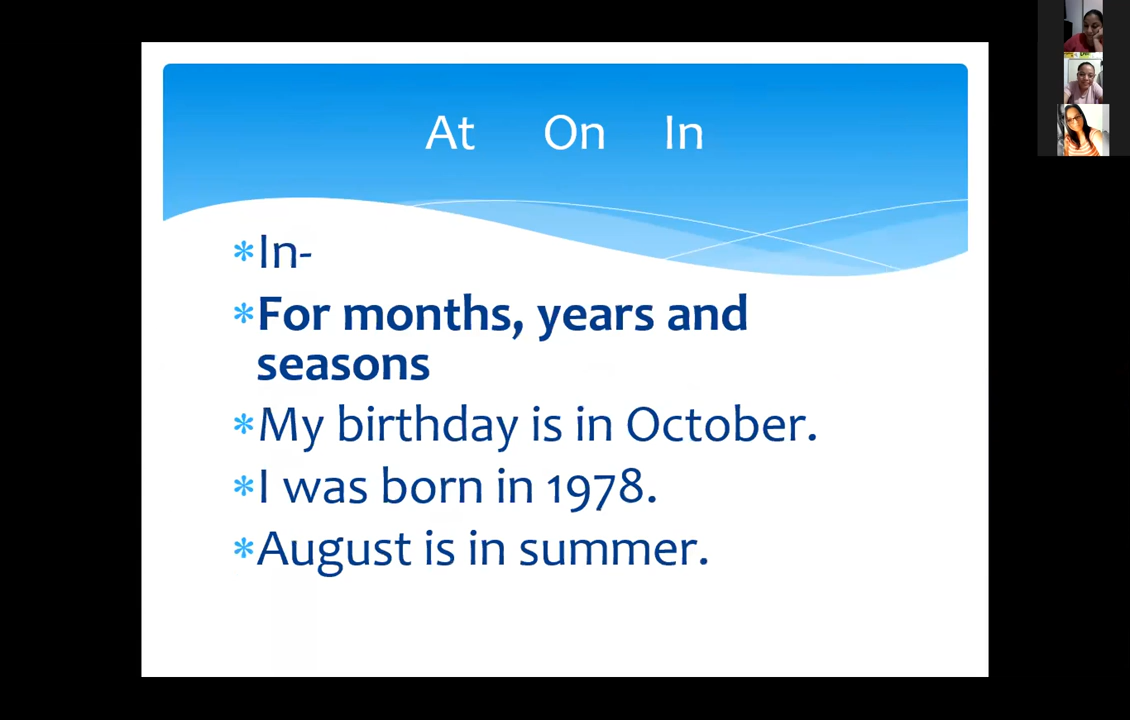 At On In
*In-
*For months, years and
seasons
*My birthday is in October.
*I was born in 1978.
*August is in summer.